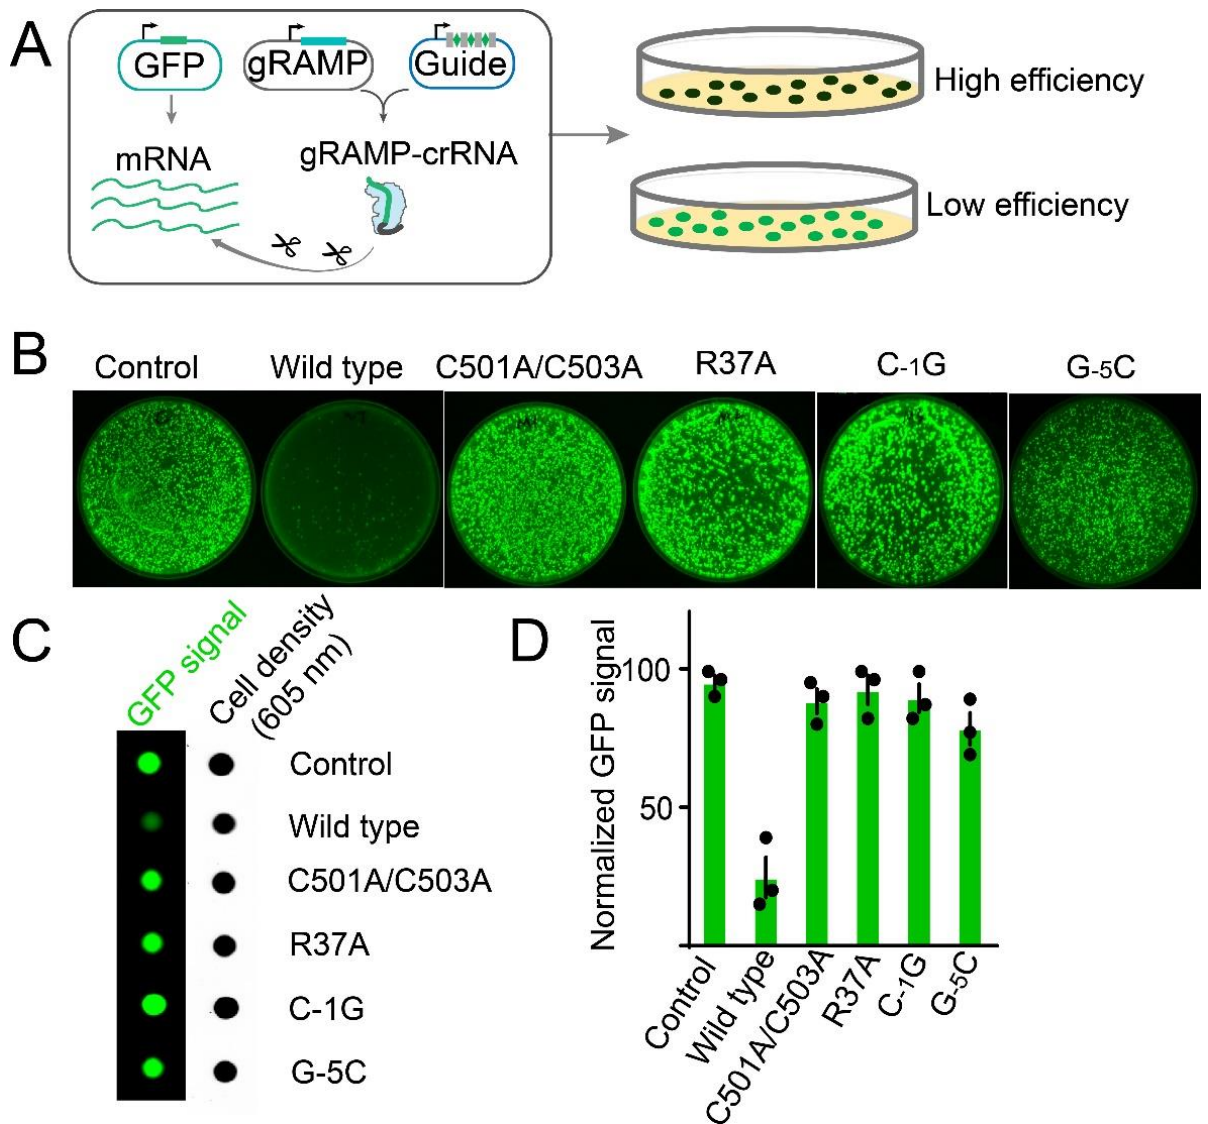 A
GFP
gRAMP
Guide
mRNA
gRAMP-crRNA
High efficiency
Low efficiency
B
Control
Wild type
C501A/C503A
R37A
C-1G
G-5C
C
GFP signal
Cell density
(605 nm)
Control
Wild type
C501A/C503A
R37A
C-1G
G-5C
D
Normalized GFP signal
100
50
Control
Wild type
C501A/C503A
R37A
C-1G
G-5C